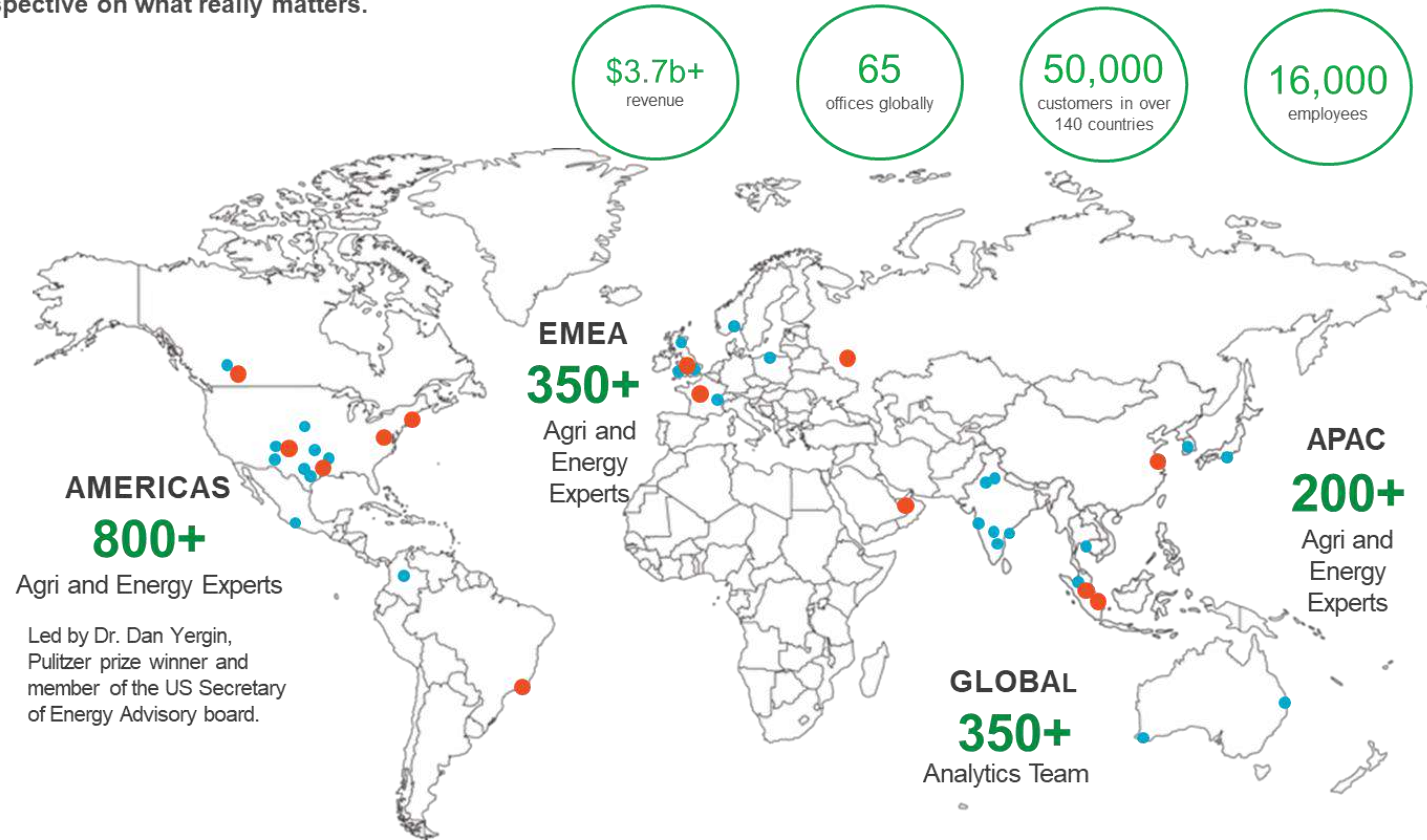 spective on what really matters.
$3.7b+
revenue
65
offices globally
50,000
customers in over
140 countries
16,000
employees
EMEA
350+
Agri and
Energy
Experts
AMERICAS
800+
Agri and Energy Experts
Led by Dr. Dan Yergin,
Pulitzer prize winner and
member of the US Secretary
of Energy Advisory board.
APAC
200+
Agri and
Energy
Experts
GLOBAL
350+
Analytics Team